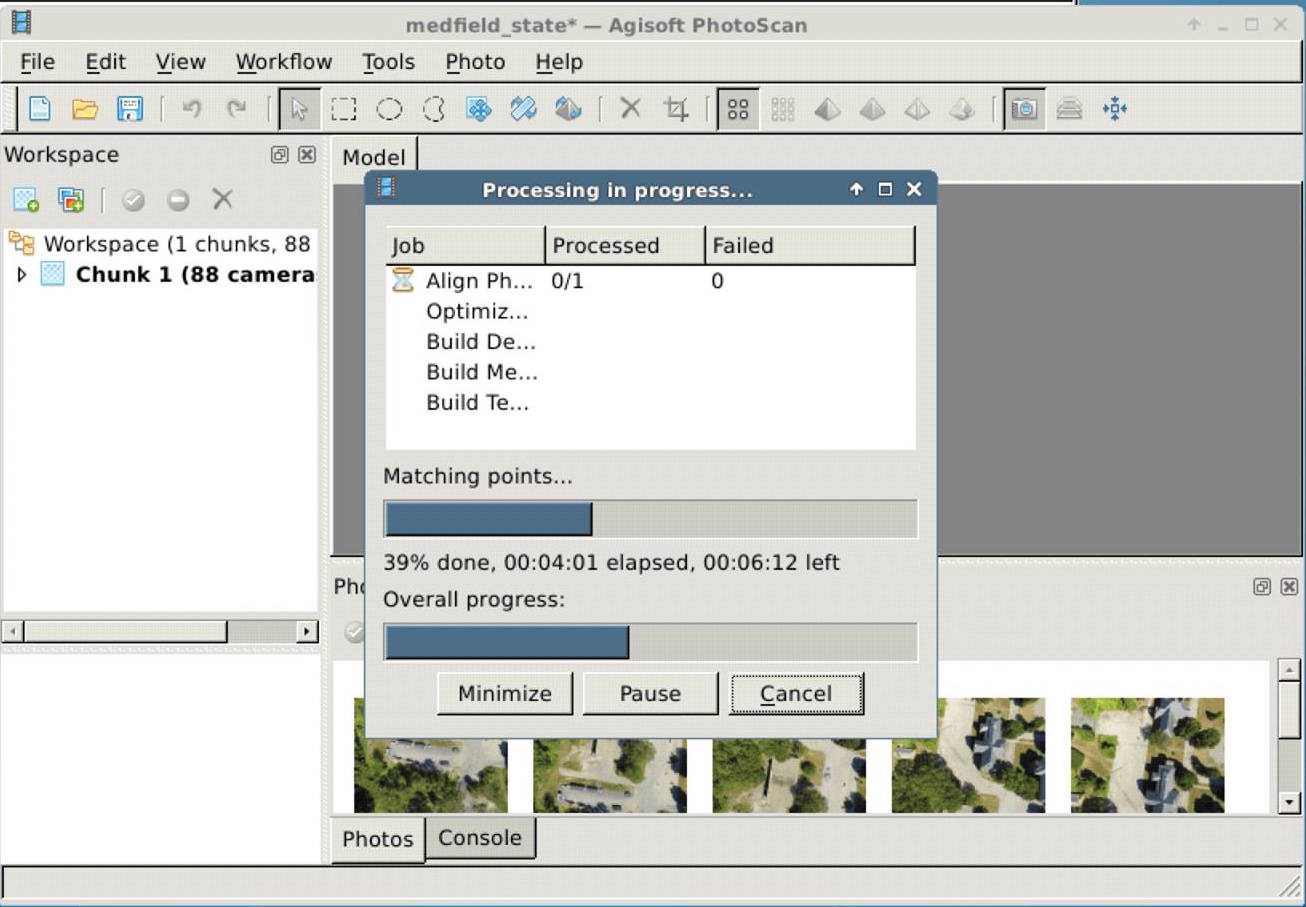 medfield_state* — Agisoft PhotoScan
File Edit View Workflow Tools Photo Help
Workspace
Model
Workspace (1 chunks, 88
Chunk 1 (88 camera
Processing in progress...
Job Processed Failed
Align Ph... 0/1 0
Optimiz...
Build De...
Build Me...
Build Te...
Matching points...
39% done, 00:04:01 elapsed, 00:06:12 left
Overall progress:
Minimize Pause Cancel
Pho
Photos Console